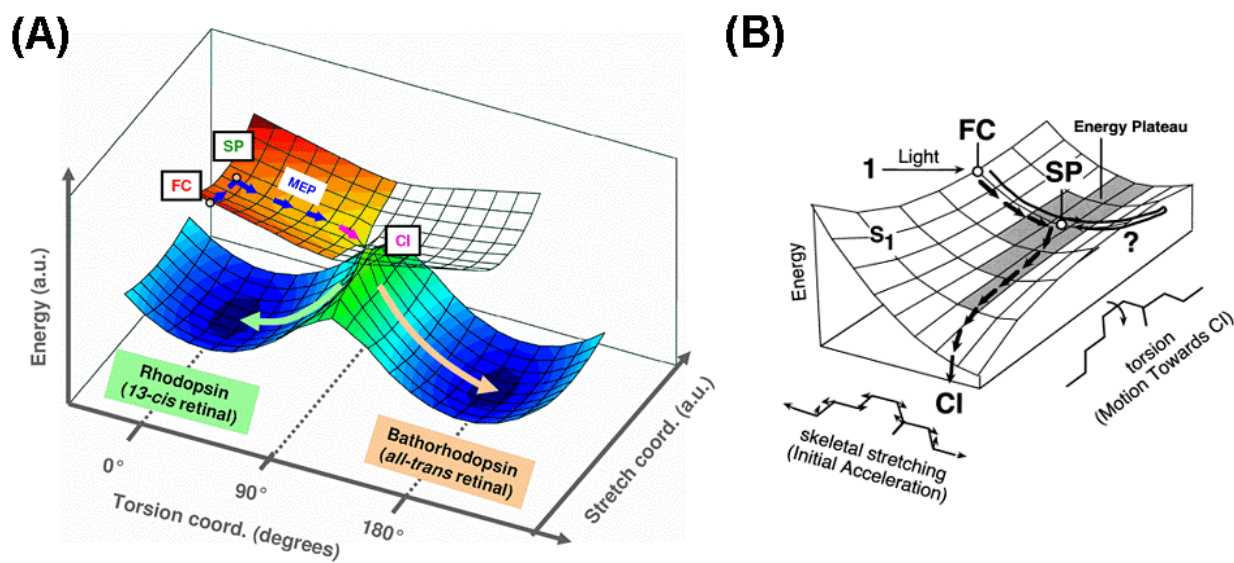 (A)
SP
FC
MEP
CI
Energy (a.u.)
Rhodopsin
(13-cis retinal)
Bathorhodopsin
(all-trans retinal)
0°
90°
180°
Torsion coord. (degrees)
Stretch coord. (a.u.)
(B)
FC
Energy Plateau
1
Light
SP
S1
?
Energy
CI
torsion
(Motion Towards CI)
skeletal stretching
(Initial Acceleration)